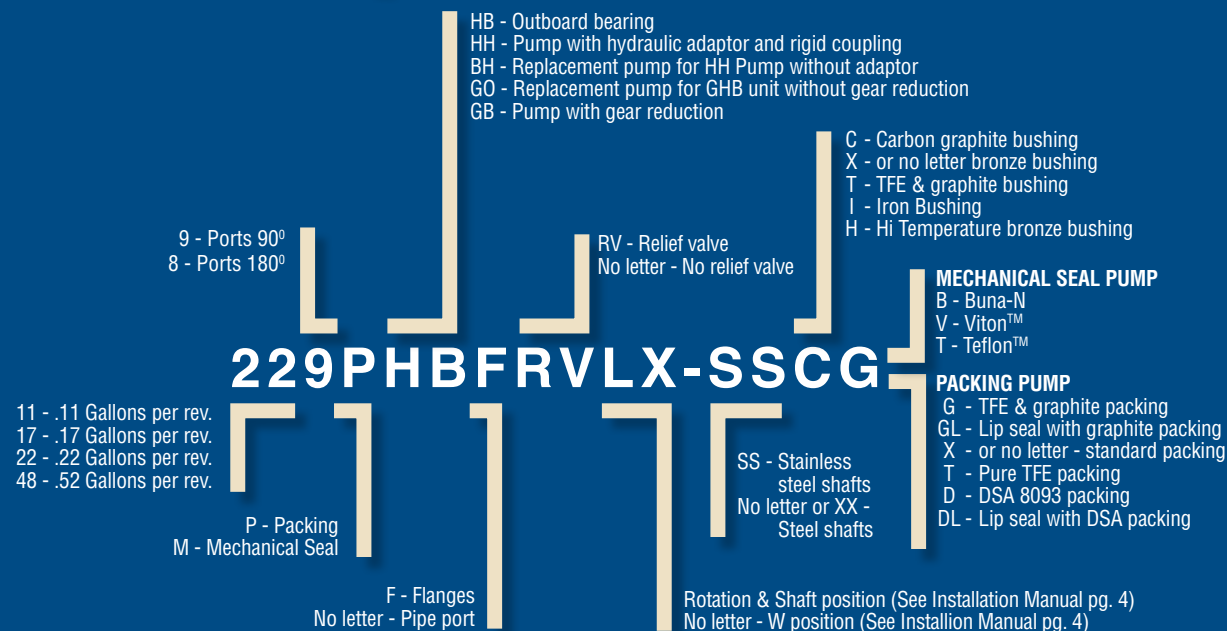 HB - Outboard bearing
HH - Pump with hydraulic adaptor and rigid coupling
BH - Replacement pump for HH Pump without adaptor
GO - Replacement pump for GHB unit without gear reduction
GB - Pump with gear reduction
C - Carbon graphite bushing
X - or no letter bronze bushing
T - TFE & graphite bushing
I - Iron Bushing
H - Hi Temperature bronze bushing
9 - Ports 90⁰
8 - Ports 180⁰
RV - Relief valve
No letter - No relief valve
MECHANICAL SEAL PUMP
B - Buna-N
V - Viton™
T - Teflon™
229PHBFRVLX-SSCG
PACKING PUMP
G - TFE & graphite packing
GL - Lip seal with graphite packing
X - or no letter - standard packing
T - Pure TFE packing
D - DSA 8093 packing
DL - Lip seal with DSA packing
11 - .11 Gallons per rev.
17 - .17 Gallons per rev.
22 - .22 Gallons per rev.
48 - .52 Gallons per rev.
SS - Stainless
steel shafts
No letter or XX -
Steel shafts
P - Packing
M - Mechanical Seal
F - Flanges
No letter - Pipe port
Rotation & Shaft position (See Installation Manual pg. 4)
No letter - W position (See Installion Manual pg. 4)